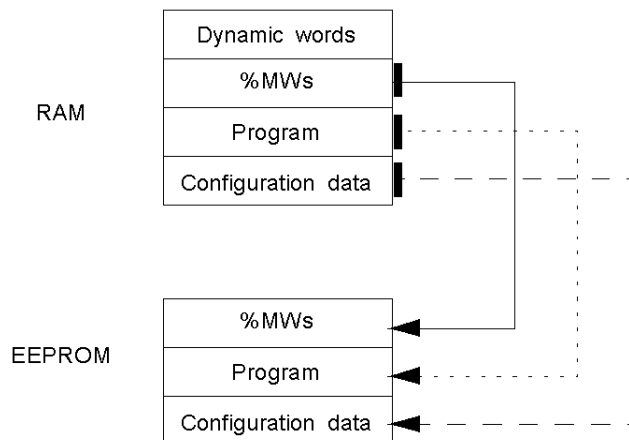 Dynamic words
%MWs
RAM
Program
Configuration data
%MWs
EEPROM
Program
Configuration data